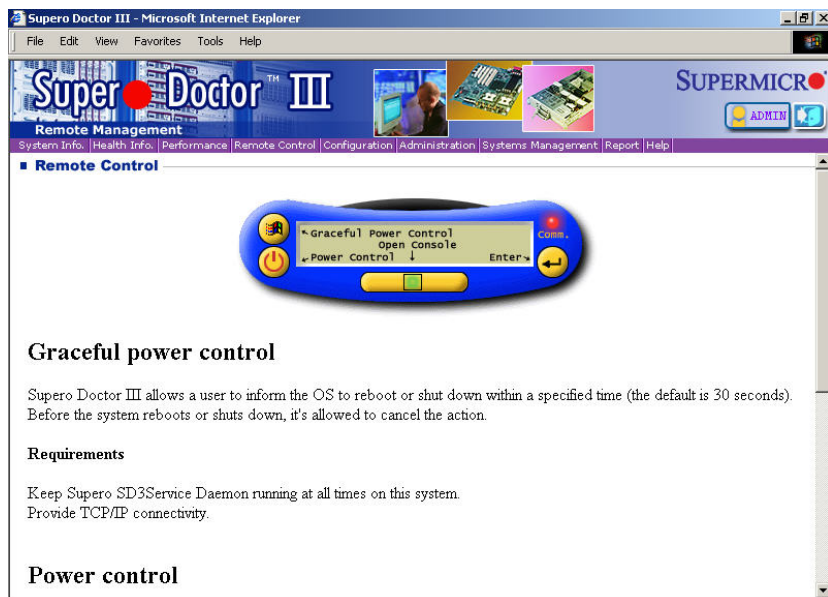 Supero Doctor III - Microsoft Internet Explorer
File Edit View Favorites Tools Help
Super Doctor TM III
SUPERMICRO
Remote Management
ADMIN
System Info. Health Info. Performance Remote Control Configuration Administration Systems Management Report Help
Remote Control
Graceful Power Control
Comm.
Open Console
Power Control ↓ Enter
Graceful power control
Supero Doctor III allows a user to inform the OS to reboot or shut down within a specified time (the default is 30 seconds).
Before the system reboots or shuts down, it's allowed to cancel the action.
Requirements
Keep Supero SD3Service Daemon running at all times on this system.
Provide TCP/IP connectivity.
Power control